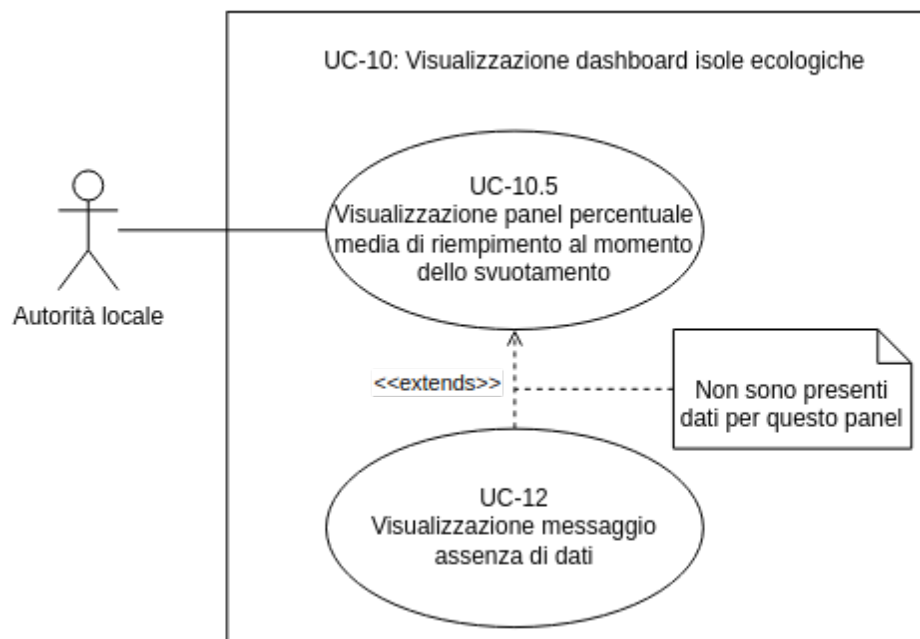 UC-10: Visualizzazione dashboard isole ecologiche
UC-10.5
Visualizzazione panel percentuale
media di riempimento al momento
dello svuotamento
Autorità locale
<<extends>>
Non sono presenti
dati per questo panel
UC-12
Visualizzazione messaggio
assenza di dati